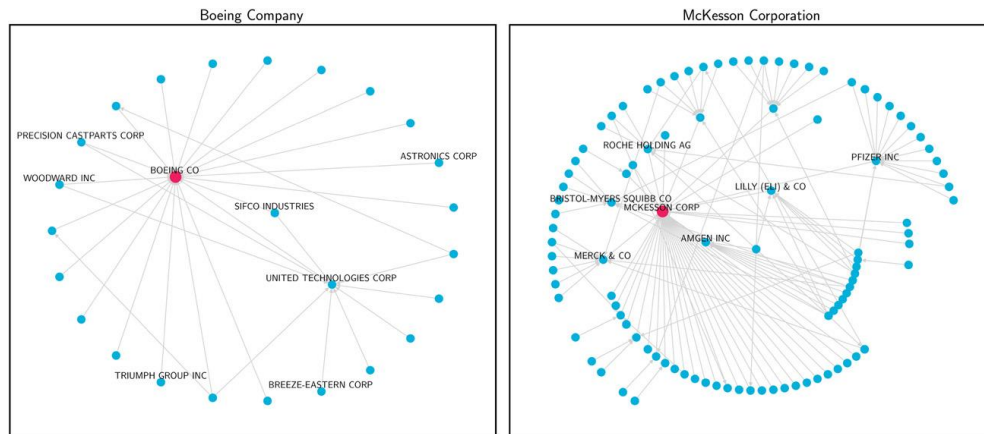 Boeing Company
PRECISION CASTPARTS CORP
ASTRONICS CORP
BOEING CO
WOODWARD INC
SIFCO INDUSTRIES
UNITED TECHNOLOGIES CORP
TRIUMPH GROUP INC
BREEZE-EASTERN CORP
McKesson Corporation
ROCHE HOLDING AG
PFIZER INC
LILLY (ELI) & CO
BRISTOL-MYERS SQUIBB CO
MCKESSON CORP
AMGEN INC
MERCK & CO